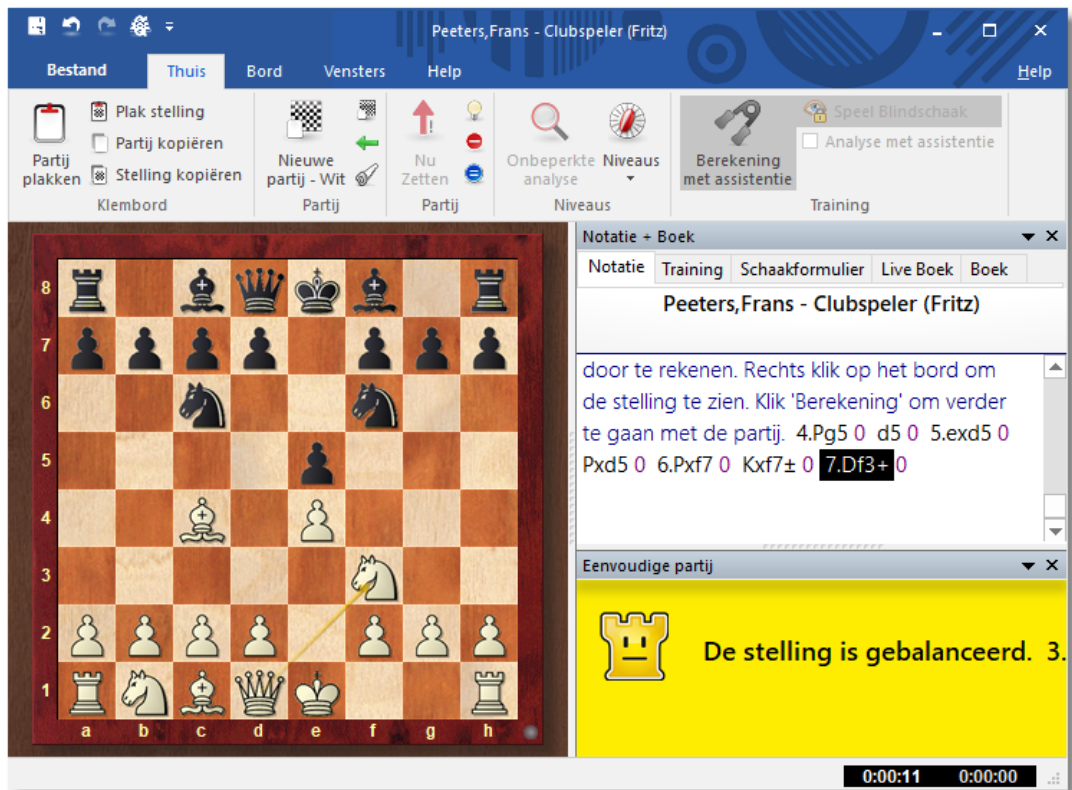 Peeters,Frans - Clubspeler (Fritz)
Bestand Thuis Bord Vensters Help Help
Partij plakken
Plak stelling
Partij kopiëren
Stelling kopiëren
Klembord
Nieuwe partij - Wit
Partij
Nu Zetten
Partij
Onbeperkte analyse
Niveaus
Niveaus
Berekening met assistentie
Speel Blindschaak
Analyse met assistentie
Training
8
7
6
5
4
3
2
1
a b c d e f g h
Notatie + Boek
Notatie Training Schaakformulier Live Boek Boek
Peeters,Frans - Clubspeler (Fritz)
door te rekenen. Rechts klik op het bord om
de stelling te zien. Klik 'Berekening' om verder
te gaan met de partij. 4.Pg5 0 d5 0 5.exd5 0
Pxd5 0 6.Pxf7 0 Kxf7± 0 7.Df3+ 0
Eenvoudige partij
De stelling is gebalanceerd. 3.
0:00:11 0:00:00